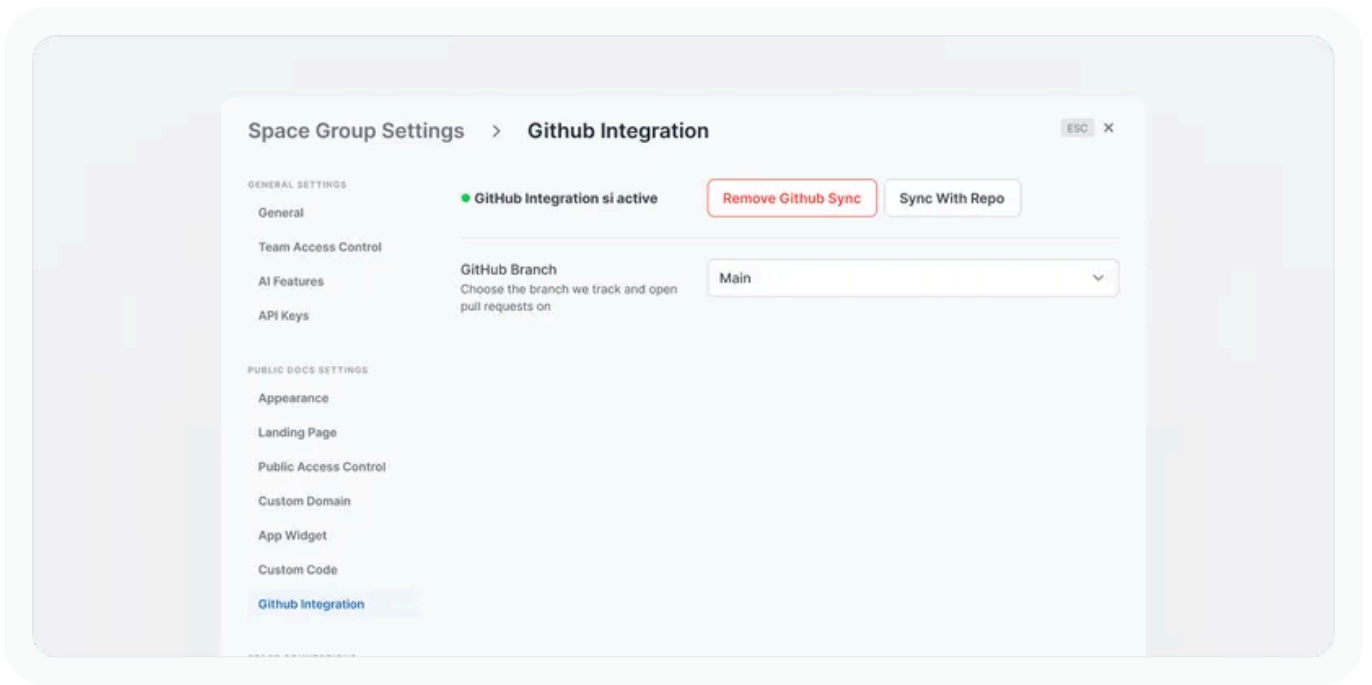 Space Group Settings > Github Integration
ESC ✕
GENERAL SETTINGS
General
Team Access Control
AI Features
API Keys
PUBLIC DOCS SETTINGS
Appearance
Landing Page
Public Access Control
Custom Domain
App Widget
Custom Code
Github Integration
GitHub Integration si active
Remove Github Sync
Sync With Repo
GitHub Branch
Choose the branch we track and open
pull requests on
Main